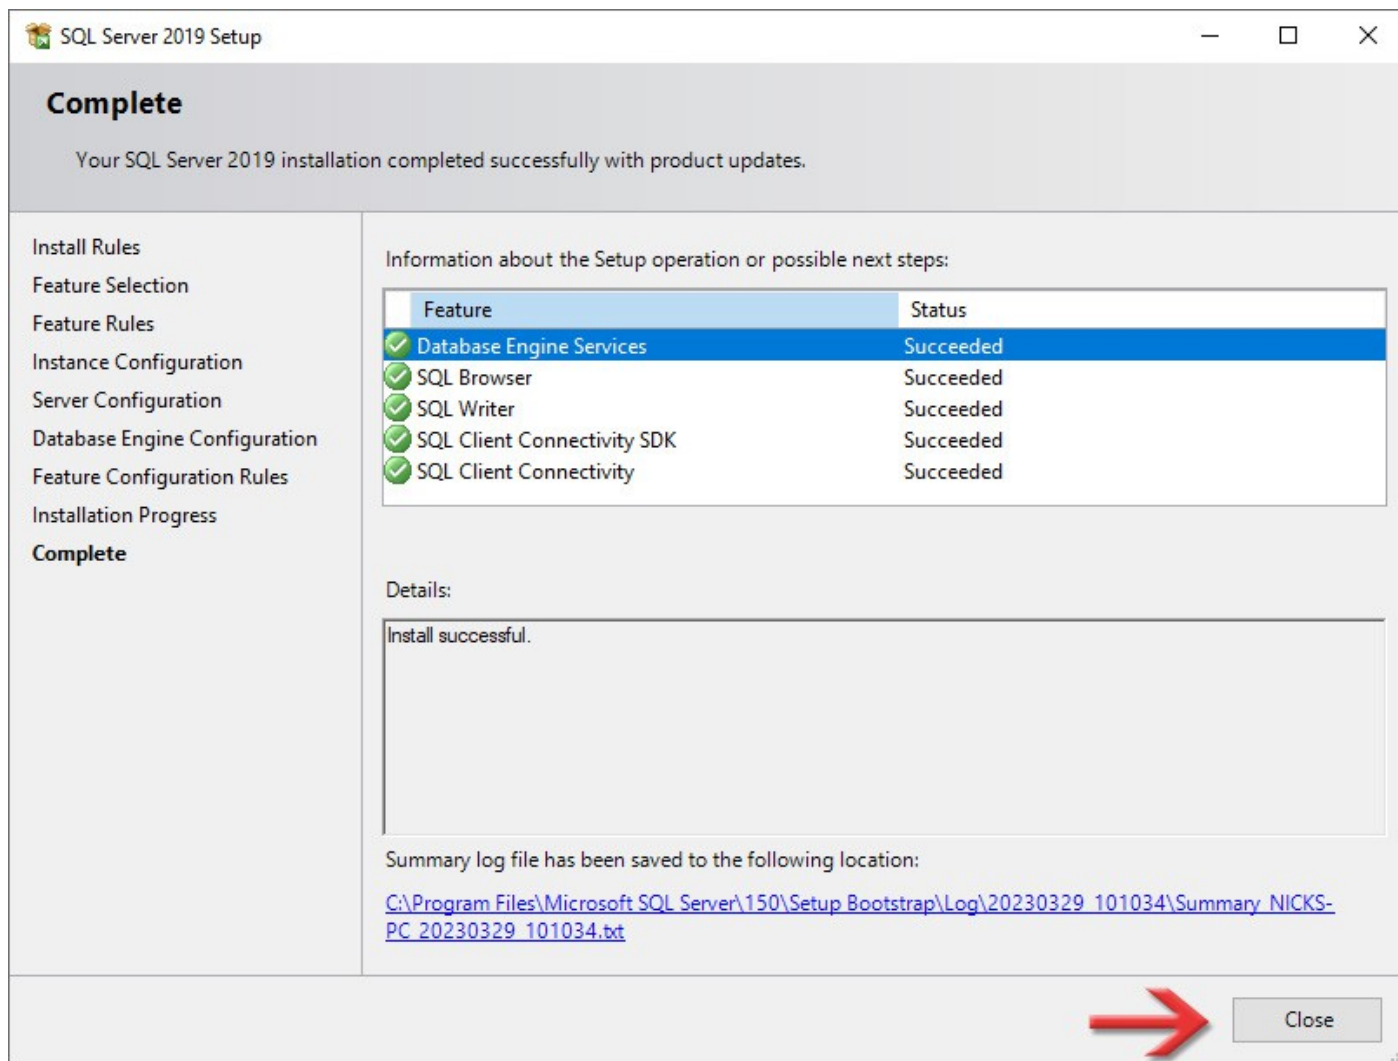 SQL Server 2019 Setup
Complete
Your SQL Server 2019 installation completed successfully with product updates.
Install Rules
Feature Selection
Feature Rules
Instance Configuration
Server Configuration
Database Engine Configuration
Feature Configuration Rules
Installation Progress
Complete
Information about the Setup operation or possible next steps:
Feature Status
Database Engine Services Succeeded
SQL Browser Succeeded
SQL Writer Succeeded
SQL Client Connectivity SDK Succeeded
SQL Client Connectivity Succeeded
Details:
Install successful.
Summary log file has been saved to the following location:
C:\Program Files\Microsoft SQL Server\150\Setup Bootstrap\Log\20230329_101034\Summary_NICKS-
PC_20230329_101034.txt
Close